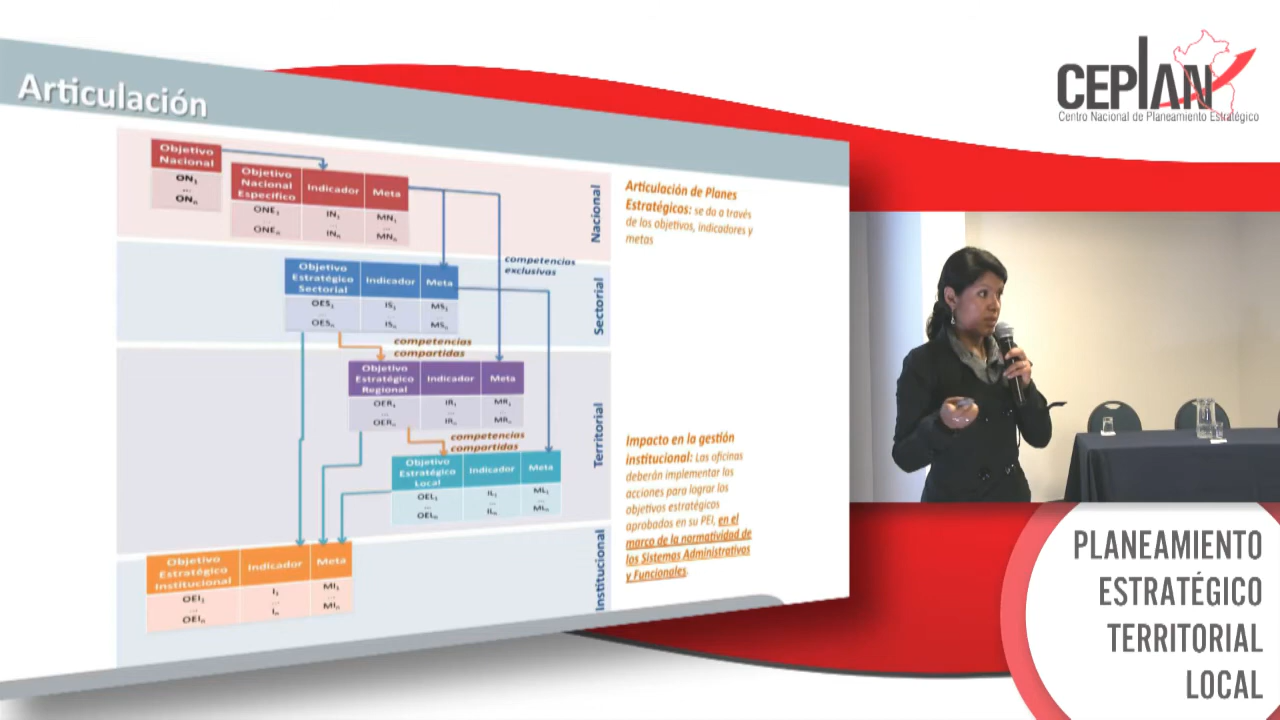 Articulación
CEPLAN
Centro Nacional de Planeamiento Estratégico
Objetivo
Nacional
ON1
...
ONn
Objetivo
Nacional
Específico
Indicador
Meta
ONE1
...
ONEn
IN1
...
INn
MN1
...
MNn
Nacional
Articulación de Planes
Estratégicos: se da a través
de los objetivos, indicadores y
metas
competencias
exclusivas
Objetivo
Estratégico
Sectorial
Indicador
Meta
OES1
...
OESn
IS1
...
ISn
MS1
...
MSn
Sectorial
competencias
compartidas
Objetivo
Estratégico
Regional
Indicador
Meta
OER1
...
OERn
IR1
...
IRn
MR1
...
MRn
Territorial
competencias
compartidas
Objetivo
Estratégico
Local
Indicador
Meta
OEL1
...
OELn
IL1
...
ILn
ML1
...
MLn
Impacto en la gestión
institucional: Las oficinas
deberán implementar las
acciones para lograr los
objetivos estratégicos
aprobados en su PEI, en el
marco de la normatividad de
los Sistemas Administrativos
y Funcionales.
Objetivo
Estratégico
Institucional
Indicador
Meta
OEI1
...
OEIn
I1
...
In
MI1
...
MIn
Institucional
PLANEAMIENTO
ESTRATÉGICO
TERRITORIAL
LOCAL